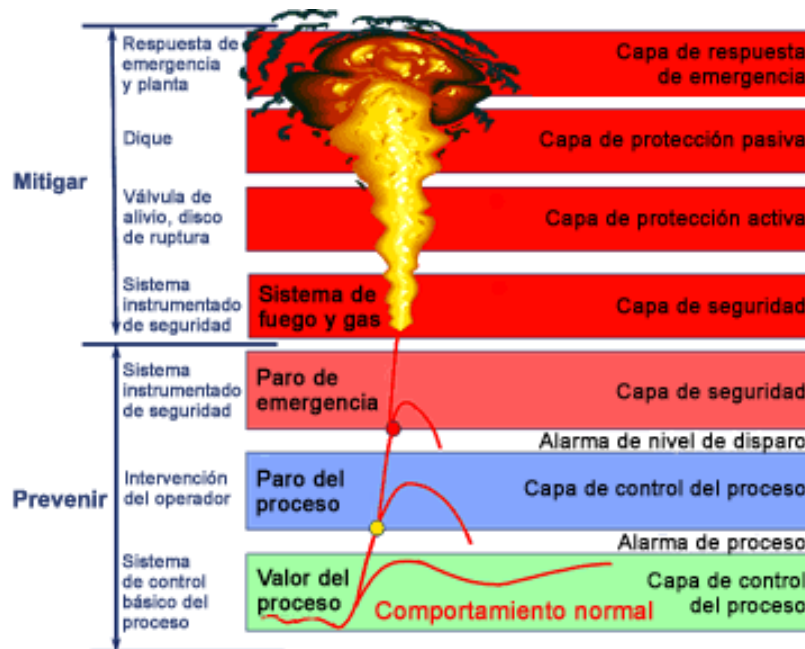 Respuesta de
emergencia
y planta
Capa de respuesta
de emergencia
Dique
Capa de protección pasiva
Mitigar
Válvula de
alivio, disco
de ruptura
Capa de protección activa
Sistema
instrumentado
de seguridad
Sistema de
fuego y gas
Capa de seguridad
Sistema
instrumentado
de seguridad
Paro de
emergencia
Capa de seguridad
Alarma de nivel de disparo
Prevenir
Intervención
del operador
Paro del
proceso
Capa de control del proceso
Alarma de proceso
Sistema
de control
básico del
proceso
Valor del
proceso
Comportamiento normal
Capa de control
del proceso